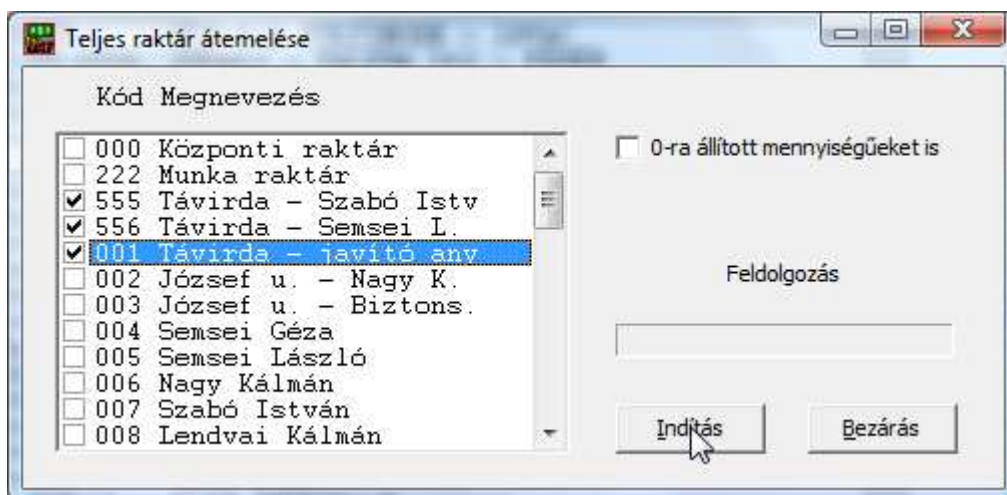 Teljes raktár átemelése
Kód Megnevezés
000 Központi raktár
222 Munka raktár
555 Távirda - Szabó Istv
556 Távirda - Semsei L.
001 Távirda - javító any
002 József u. - Nagy K.
003 József u. - Biztons.
004 Semsei Géza
005 Semsei László
006 Nagy Kálmán
007 Szabó István
008 Lendvai Kálmán
0-ra állított mennyiségűeket is
Feldolgozás
Indítás
Bezárás